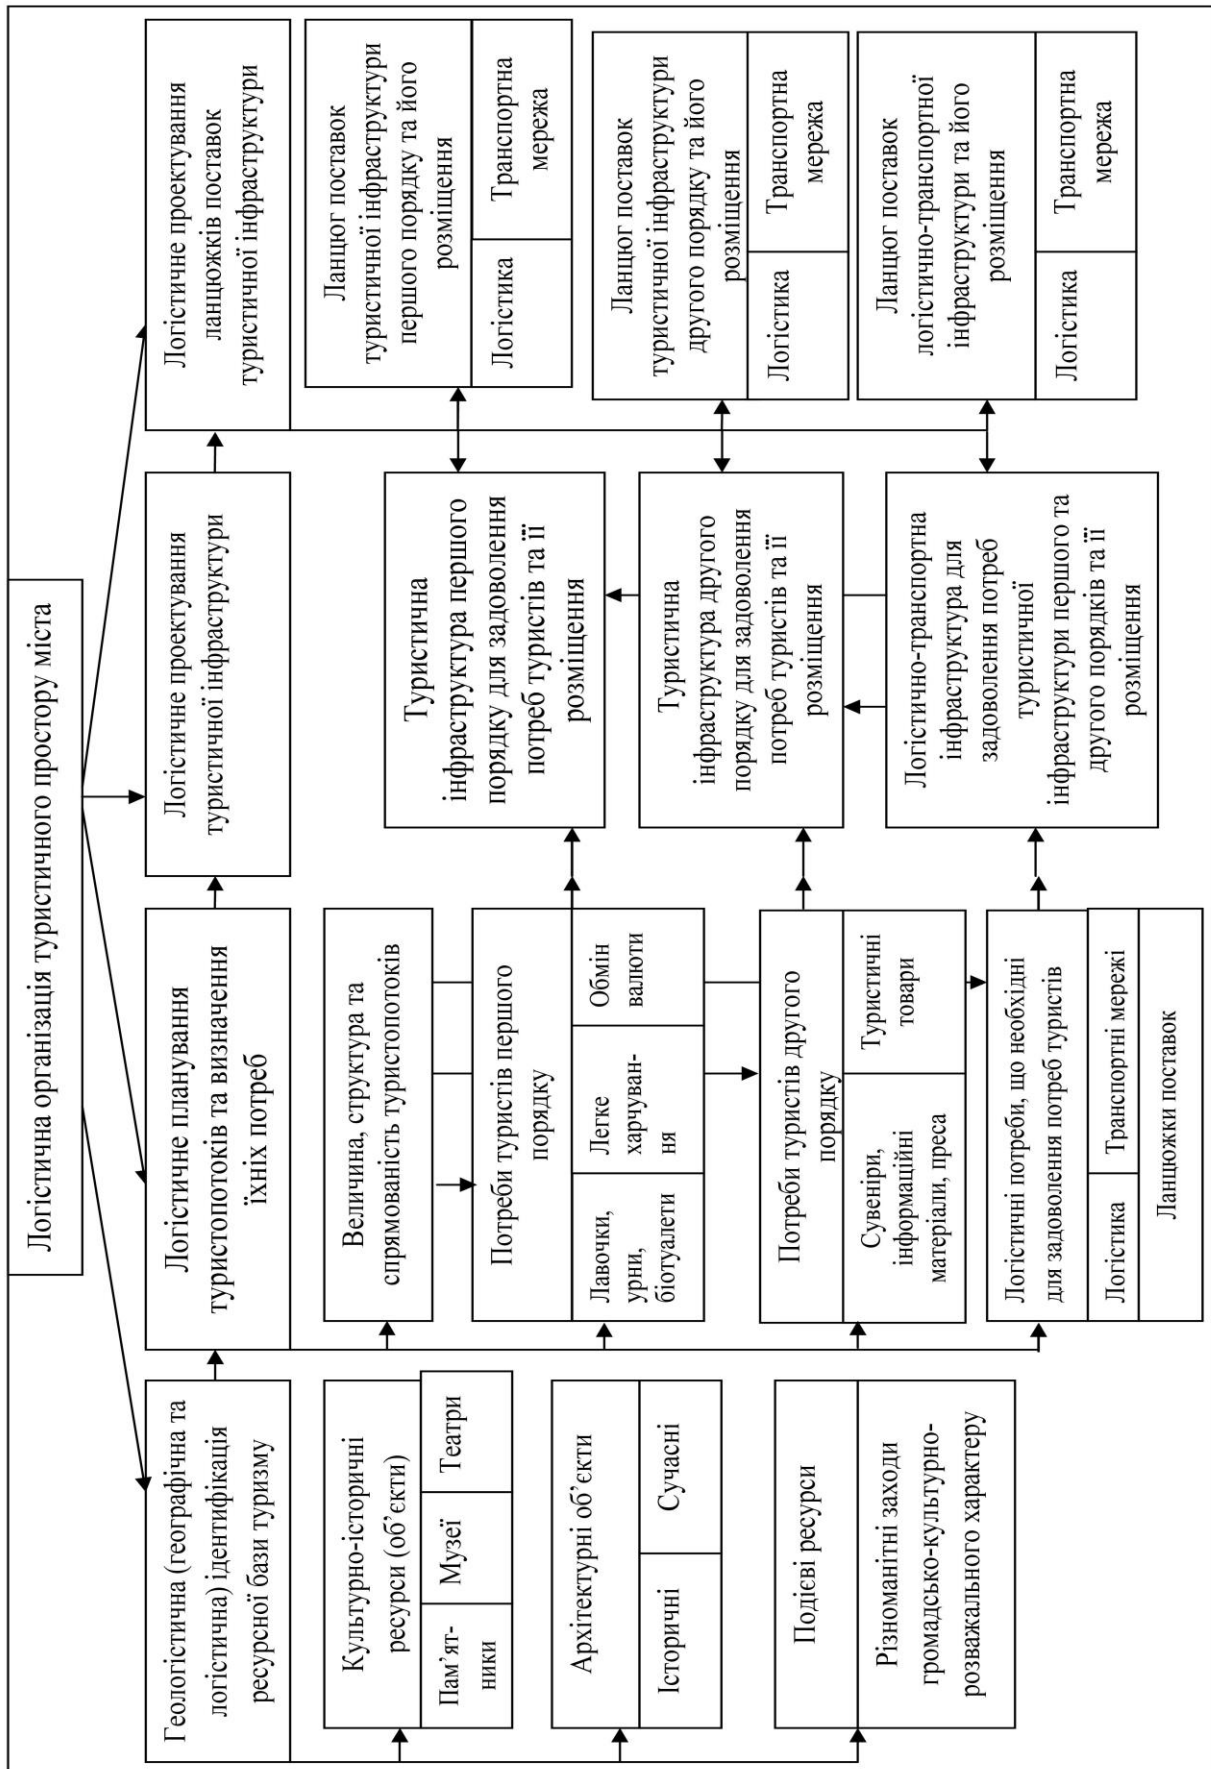 Логістична організація туристичного простору міста
Геологістична (географічна та
логістична) ідентифікація
ресурсної бази туризму
Культурно-історичні
ресурси (об’єкти)
Пам’ят-
ники
Музеї
Театри
Архітектурні об’єкти
Історичні
Сучасні
Подієві ресурси
Різноманітні заходи
громадсько-культурно-
розважального характеру
Логістичне планування
туристопотоків та визначення
їхніх потреб
Величина, структура та
спрямованість туристопотоків
Потреби туристів першого
порядку
Лавочки,
урни,
біотуалети
Легке
харчуван-
ня
Обмін
валюти
Потреби туристів другого
порядку
Сувеніри,
інформаційні
матеріали, преса
Туристичні
товари
Логістичні потреби, що необхідні
для задоволення потреб туристів
Логістика
Транспортні мережі
Ланцюжки поставок
Логістичне проектування
туристичної інфраструктури
Туристична
інфраструктура першого
порядку для задоволення
потреб туристів та її
розміщення
Туристична
інфраструктура другого
порядку для задоволення
потреб туристів та її
розміщення
Логістично-транспортна
інфраструктура для
задоволення потреб
туристичної
інфраструктури першого та
другого порядків та її
розміщення
Логістичне проектування
ланцюжків поставок
туристичної інфраструктури
Ланцюг поставок
туристичної інфраструктури
першого порядку та його
розміщення
Логістика
Транспортна
мережа
Ланцюг поставок
туристичної інфраструктури
другого порядку та його
розміщення
Логістика
Транспортна
мережа
Ланцюг поставок
логістично-транспортної
інфраструктури та його
розміщення
Логістика
Транспортна
мережа